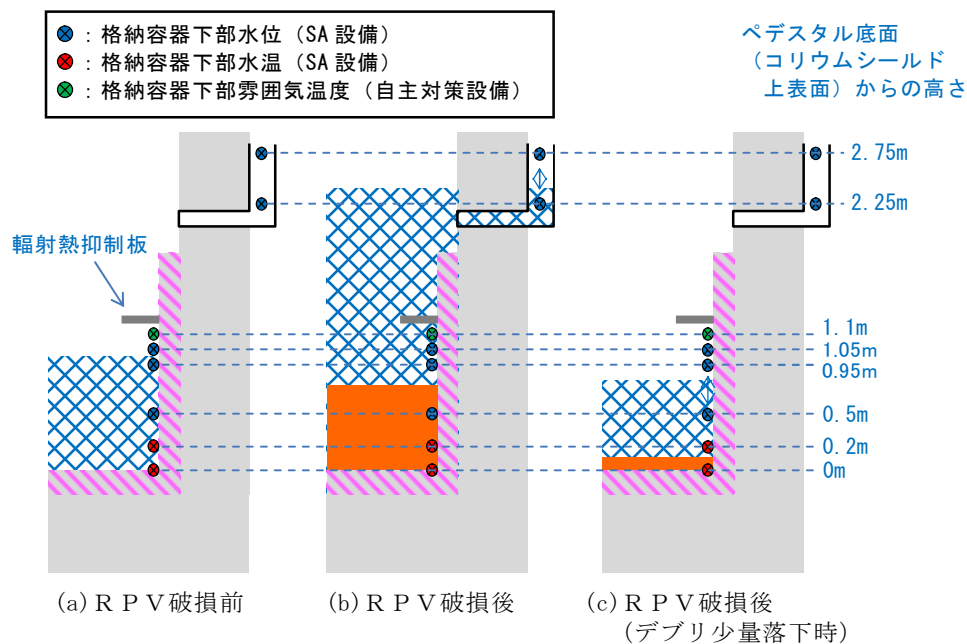 ：格納容器下部水位（SA 設備）
：格納容器下部水温（SA 設備）
：格納容器下部雰囲気温度（自主対策設備）
ペデスタル底面
（コリウムシールド
上表面）からの高さ
2.75m
2.25m
輻射熱抑制板
1.1m
1.05m
0.95m
0.5m
0.2m
0m
(a)ＲＰＶ破損前
(b)ＲＰＶ破損後
(c)ＲＰＶ破損後
(デブリ少量落下時)